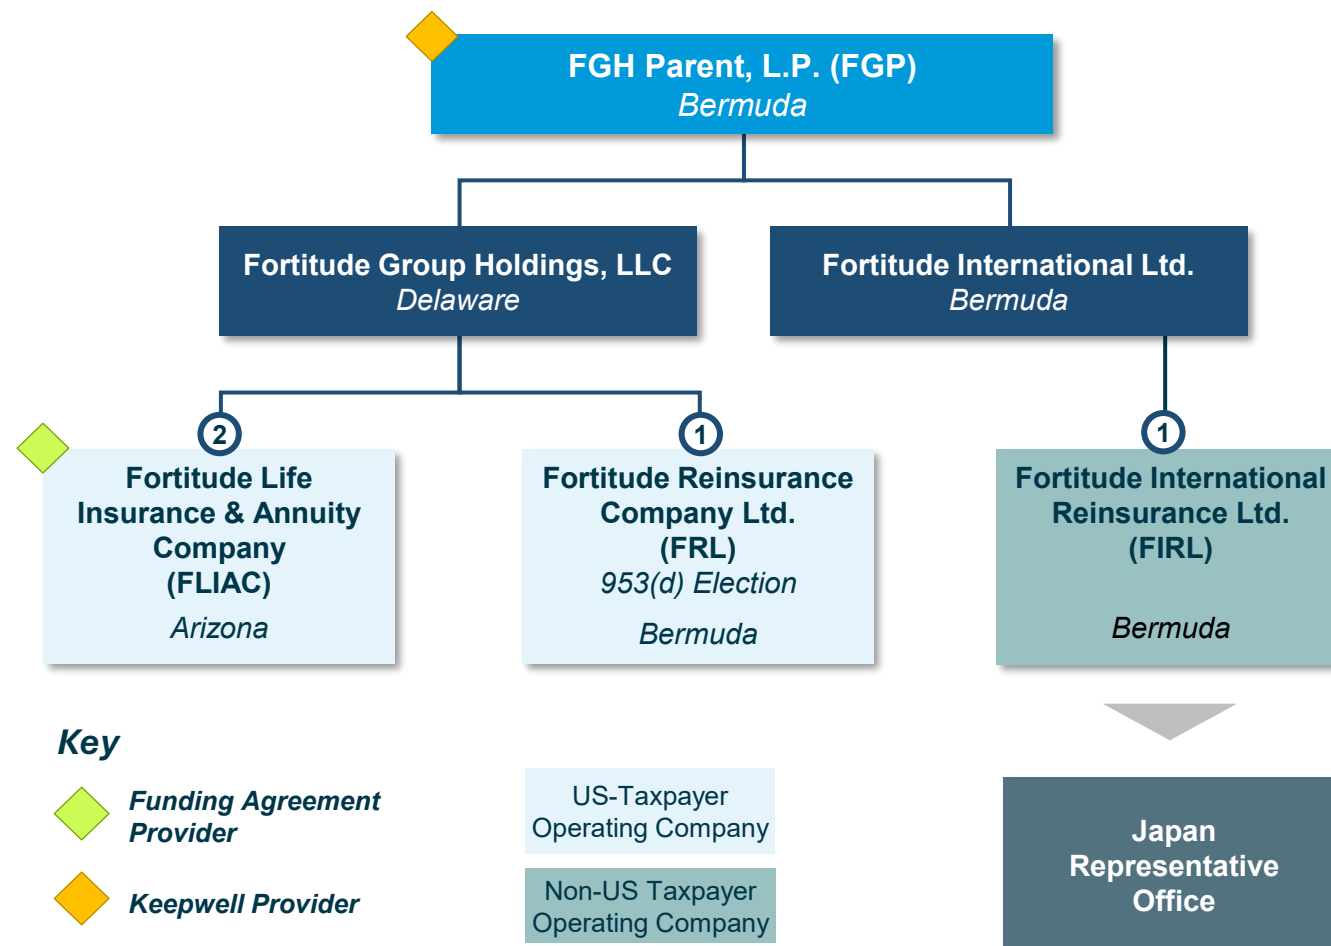 FGH Parent, L.P. (FGP)
Bermuda
Fortitude Group Holdings, LLC
Delaware
Fortitude International Ltd.
Bermuda
2
Fortitude Life
Insurance & Annuity
Company
(FLIAC)
Arizona
1
Fortitude Reinsurance
Company Ltd.
(FRL)
953(d) Election
Bermuda
1
Fortitude International
Reinsurance Ltd.
(FIRL)
Bermuda
Key
Funding Agreement
Provider
Keepwell Provider
US-Taxpayer
Operating Company
Non-US Taxpayer
Operating Company
Japan
Representative
Office